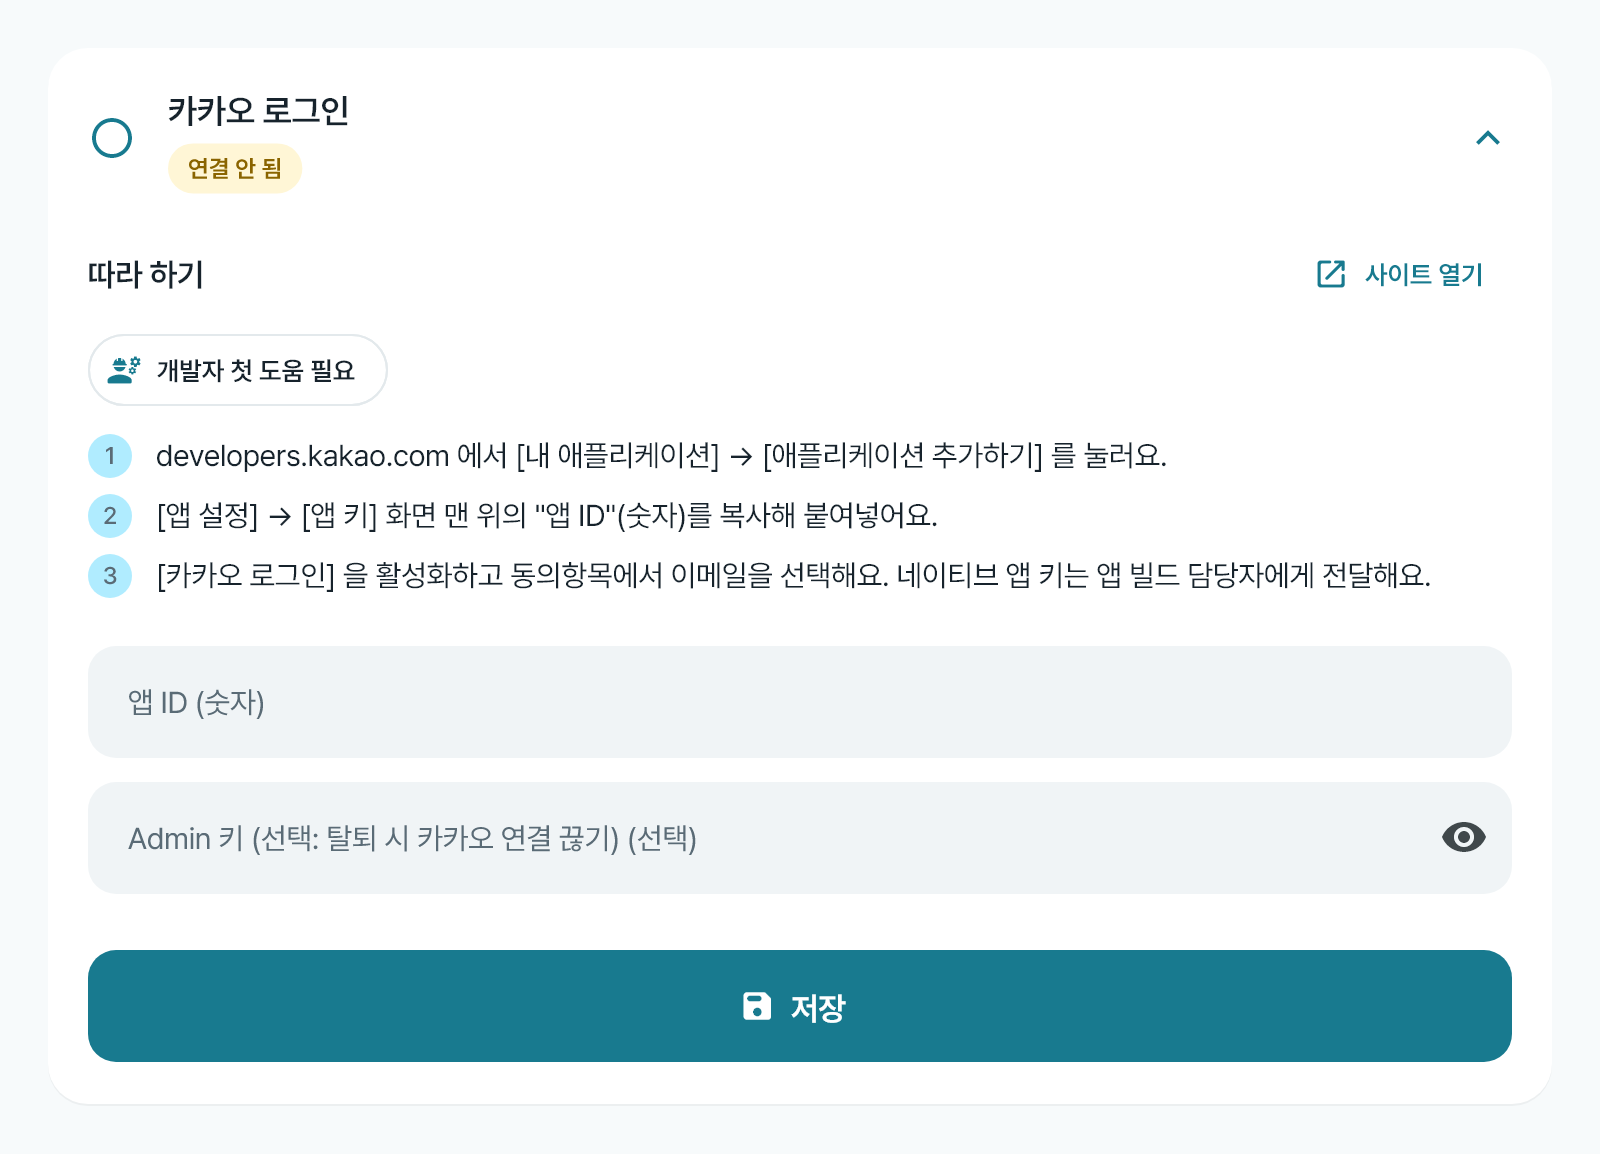 카카오 로그인
연결 안 됨
따라 하기
사이트 열기
개발자 첫 도움 필요
1 developers.kakao.com 에서 [내 애플리케이션] → [애플리케이션 추가하기] 를 눌러요.
2 [앱 설정] → [앱 키] 화면 맨 위의 "앱 ID"(숫자)를 복사해 붙여넣어요.
3 [카카오 로그인] 을 활성화하고 동의항목에서 이메일을 선택해요. 네이티브 앱 키는 앱 빌드 담당자에게 전달해요.
앱 ID (숫자)
Admin 키 (선택: 탈퇴 시 카카오 연결 끊기) (선택)
저장